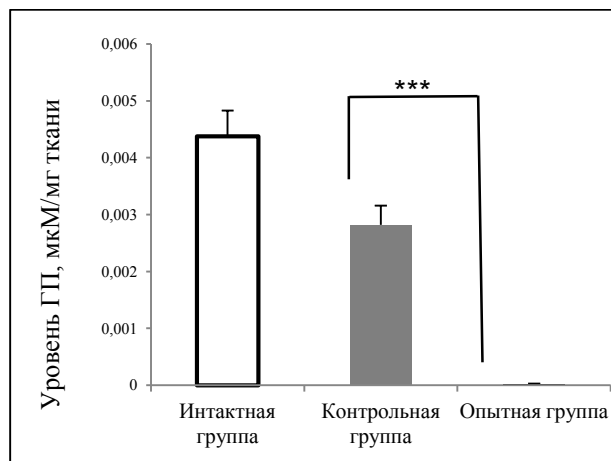 Уровень ГП, мкМ/мг ткани
0,006
0,005
0,004
0,003
0,002
0,001
0
***
Интактная
группа
Контрольная
группа
Опытная группа